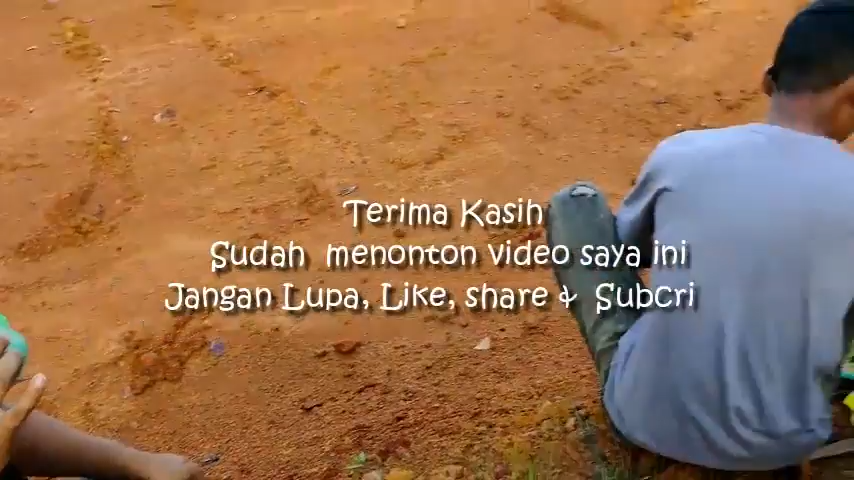 Terima Kasih
Sudah menonton video saya ini
Jangan Lupa, Like, share & Subcri